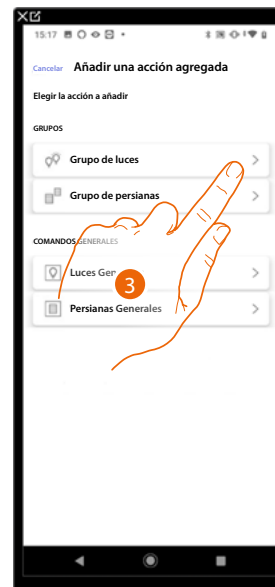 15:17
Cancelar Añadir una acción agregada
Elegir la acción a añadir
GRUPOS
Grupo de luces
Grupo de persianas
COMANDOS GENERALES
Luces Gen
3
Persianas Generales